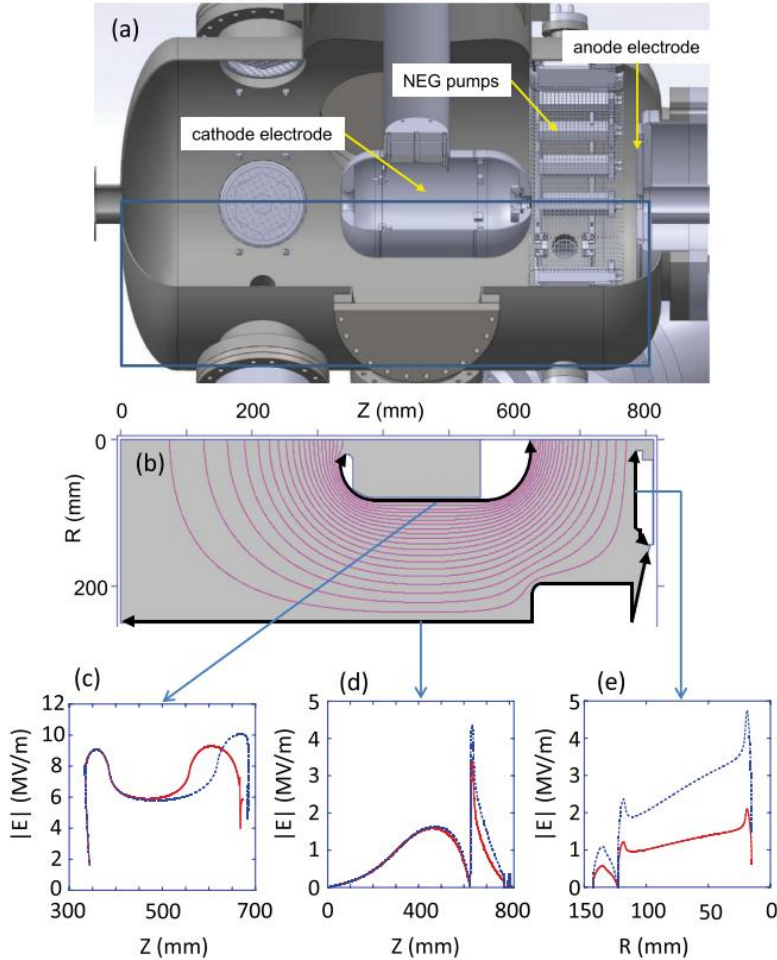 (a)
anode electrode
NEG pumps
cathode electrode
0 200 400 600 800
Z (mm)
(b)
0
200
R (mm)
(c)
12
10
8
6
4
2
0
300 500 700
|E| (MV/m)
Z (mm)
(d)
5
4
3
2
1
0
0 400 800
|E| (MV/m)
Z (mm)
(e)
5
4
3
2
1
0
150 100 50 0
|E| (MV/m)
R (mm)